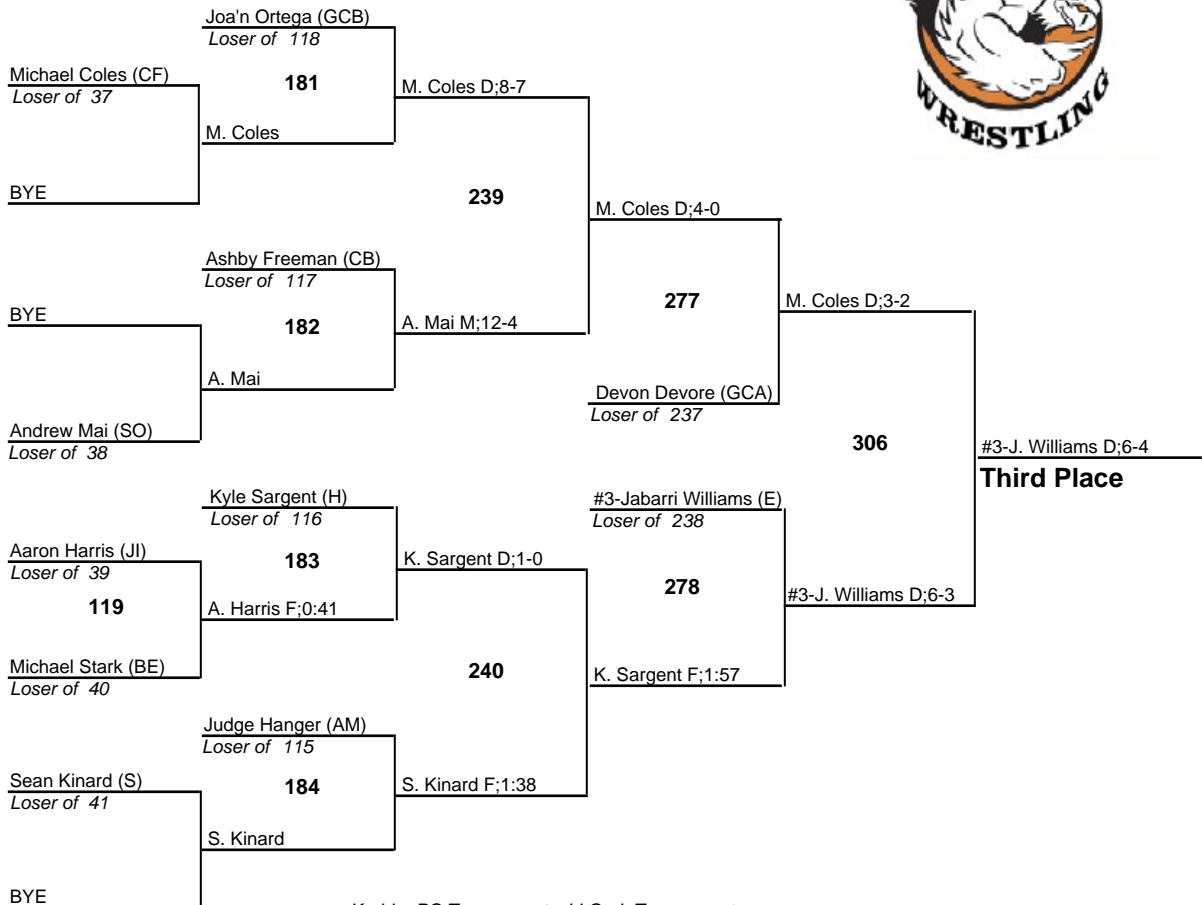 WRESTLING
Joa'n Ortega (GCB)
Loser of 118
Michael Coles (CF)
Loser of 37
181
M. Coles D;8-7
M. Coles
BYE
239
M. Coles D;4-0
Ashby Freeman (CB)
Loser of 117
BYE
182
A. Mai M;12-4
277
M. Coles D;3-2
A. Mai
Devon Devore (GCA)
Loser of 237
Andrew Mai (SO)
Loser of 38
306
#3-J. Williams D;6-4
Third Place
Kyle Sargent (H)
Loser of 116
#3-Jabarri Williams (E)
Loser of 238
Aaron Harris (JI)
Loser of 39
183
K. Sargent D;1-0
119
A. Harris F;0:41
278
#3-J. Williams D;6-3
Michael Stark (BE)
Loser of 40
240
K. Sargent F;1:57
Judge Hanger (AM)
Loser of 115
Sean Kinard (S)
Loser of 41
184
S. Kinard F;1:38
S. Kinard
BYE